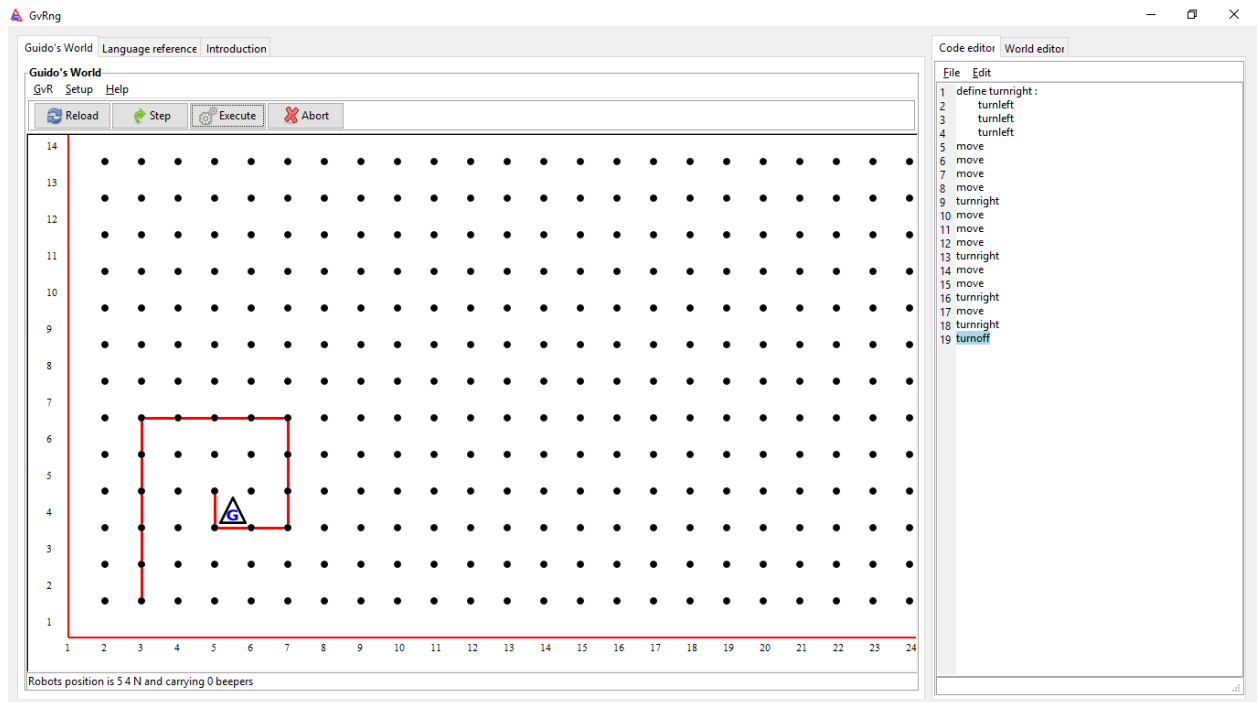 GvRng
Guido's World Language reference Introduction
Guido's World
GvR Setup Help
Reload Step Execute Abort
14
13
12
11
10
9
8
7
6
5
4
3
2
1
G
1 2 3 4 5 6 7 8 9 10 11 12 13 14 15 16 17 18 19 20 21 22 23 24
Robots position is 5 4 N and carrying 0 beepers
Code editor World editor
File Edit
1 define turnright :
2 turnleft
3 turnleft
4 turnleft
5 move
6 move
7 move
8 move
9 turnright
10 move
11 move
12 move
13 turnright
14 move
15 move
16 turnright
17 move
18 turnright
19 turnoff